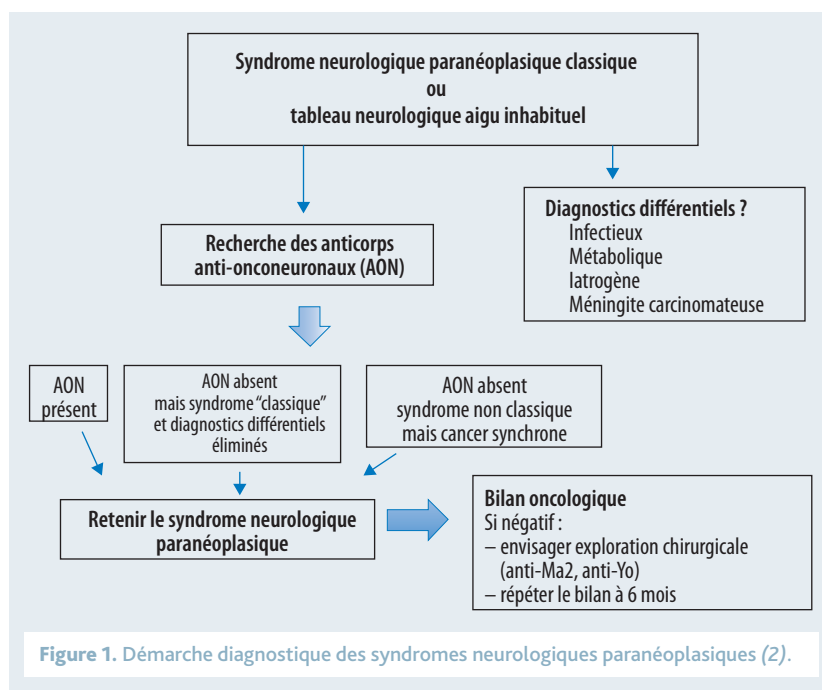 Syndrome neurologique paranéoplasique classique
ou
tableau neurologique aigu inhabituel
Recherche des anticorps
anti-onconeuronaux (AON)
Diagnostics différentiels ?
Infectieux
Métabolique
Iatrogène
Méningite carcinomateuse
AON
présent
AON absent
mais syndrome “classique”
et diagnostics différentiels
éliminés
AON absent
syndrome non classique
mais cancer synchrone
Retenir le syndrome neurologique
paranéoplasique
Bilan oncologique
Si négatif :
– envisager exploration chirurgicale
(anti-Ma2, anti-Yo)
– répéter le bilan à 6 mois
Figure 1. Démarche diagnostique des syndromes neurologiques paranéoplasiques (2).